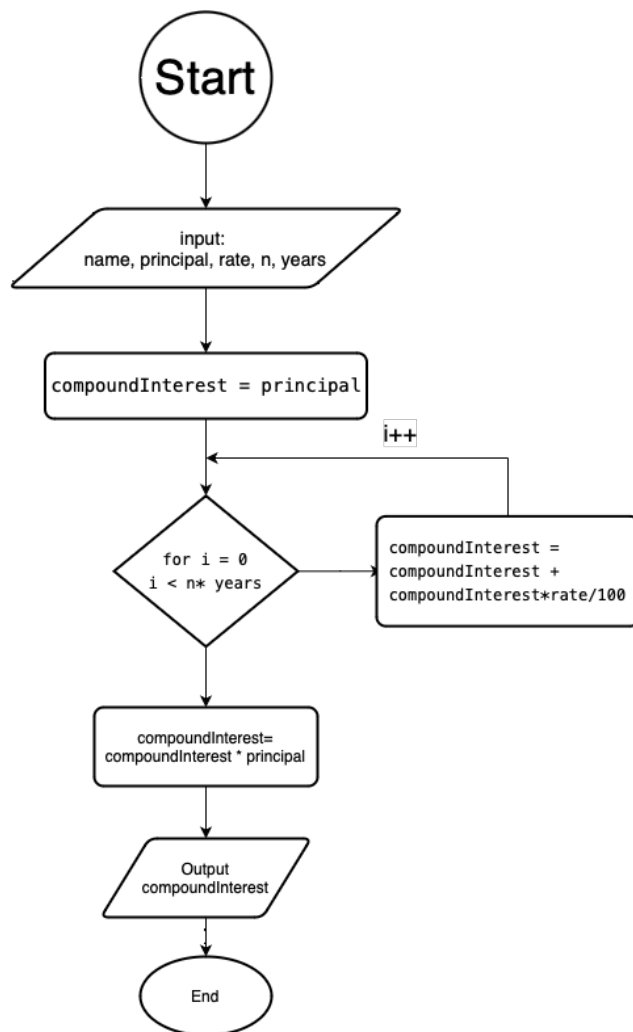 Start
input:
name, principal, rate, n, years
compoundInterest = principal
i++
for i = 0
i < n* years
compoundInterest =
compoundInterest +
compoundInterest*rate/100
compoundInterest=
compoundInterest * principal
Output
compoundInterest
End